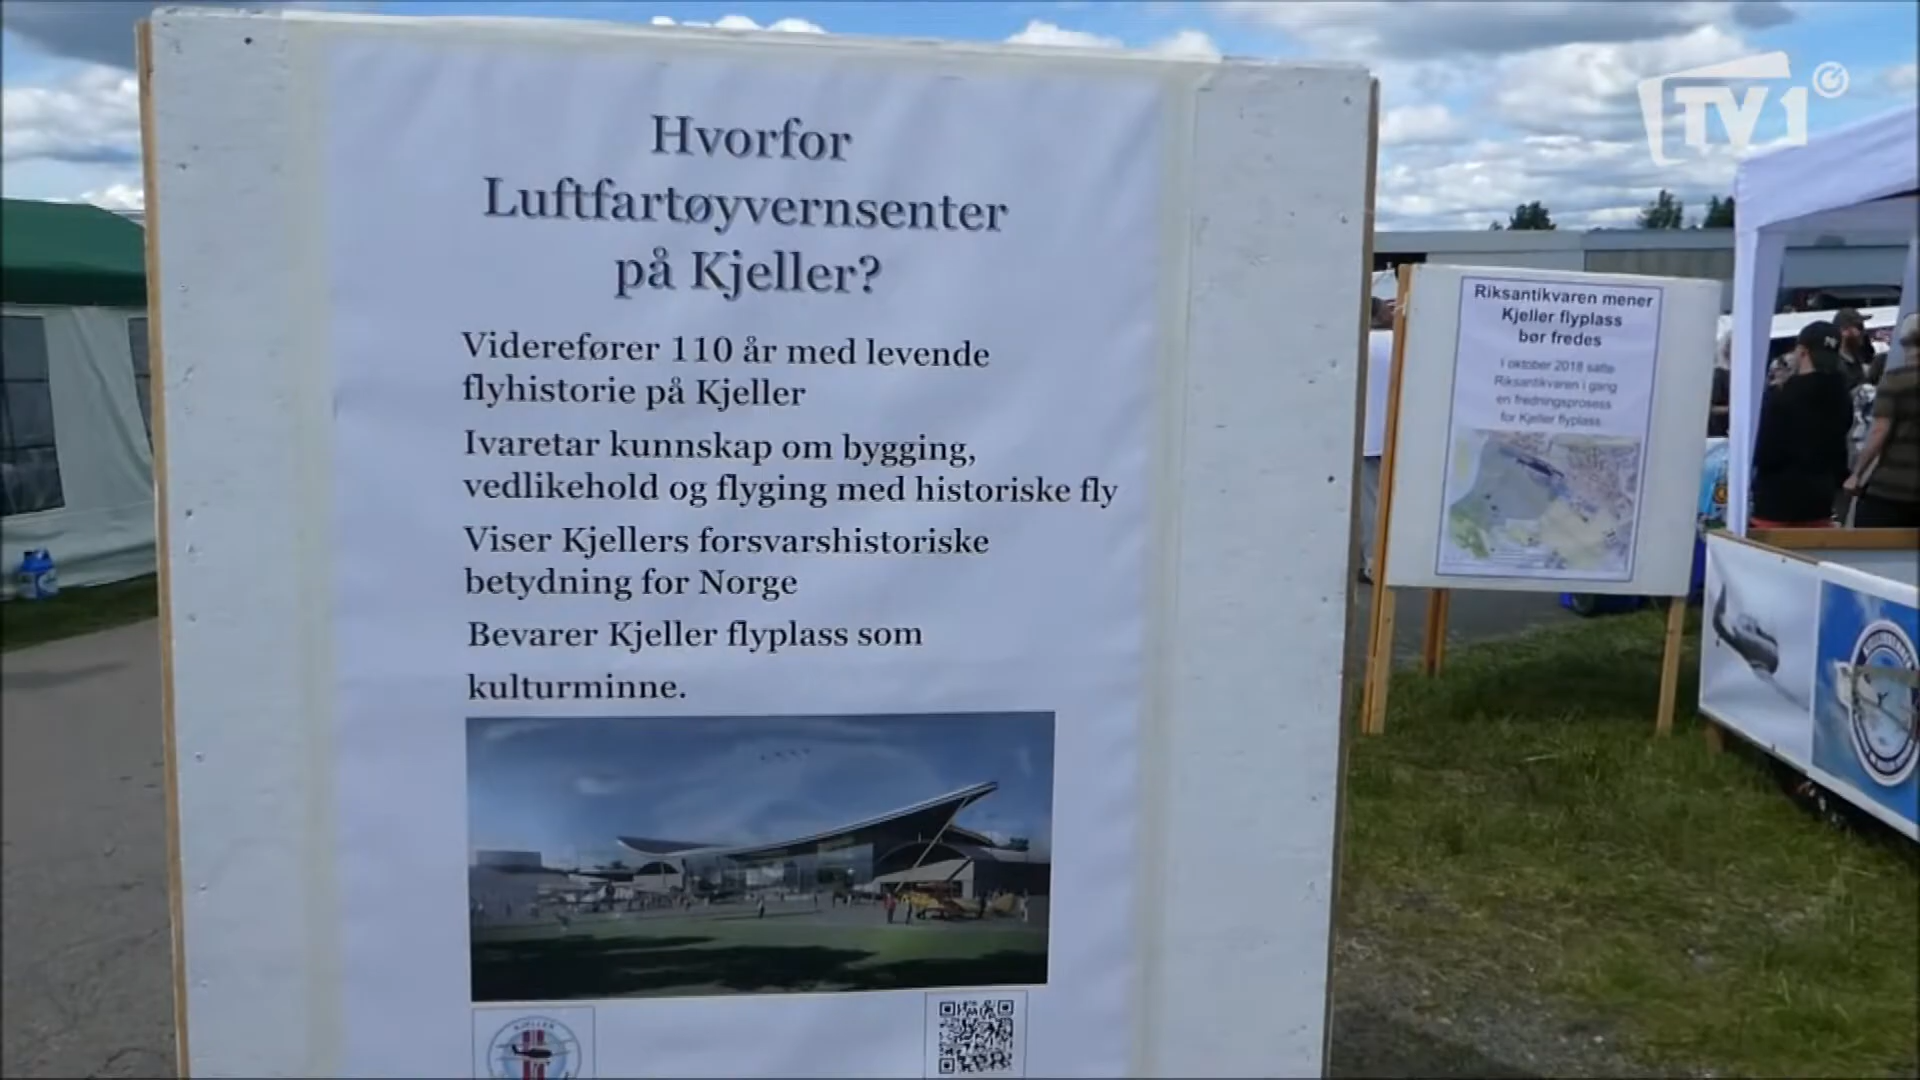 Hvorfor
Luftfartøyvernsenter
på Kjeller?
Viderefører 110 år med levende
flyhistorie på Kjeller
Ivaretar kunnskap om bygging,
vedlikehold og flyging med historiske fly
Viser Kjellers forsvarshistoriske
betydning for Norge
Bevarer Kjeller flyplass som
kulturminne.
KJELLER
Riksantikvaren mener
Kjeller flyplass
bør fredes
I oktober 2018 satte
Riksantikvaren i gang
en fredningsprosess
for Kjeller flyplass
TV1